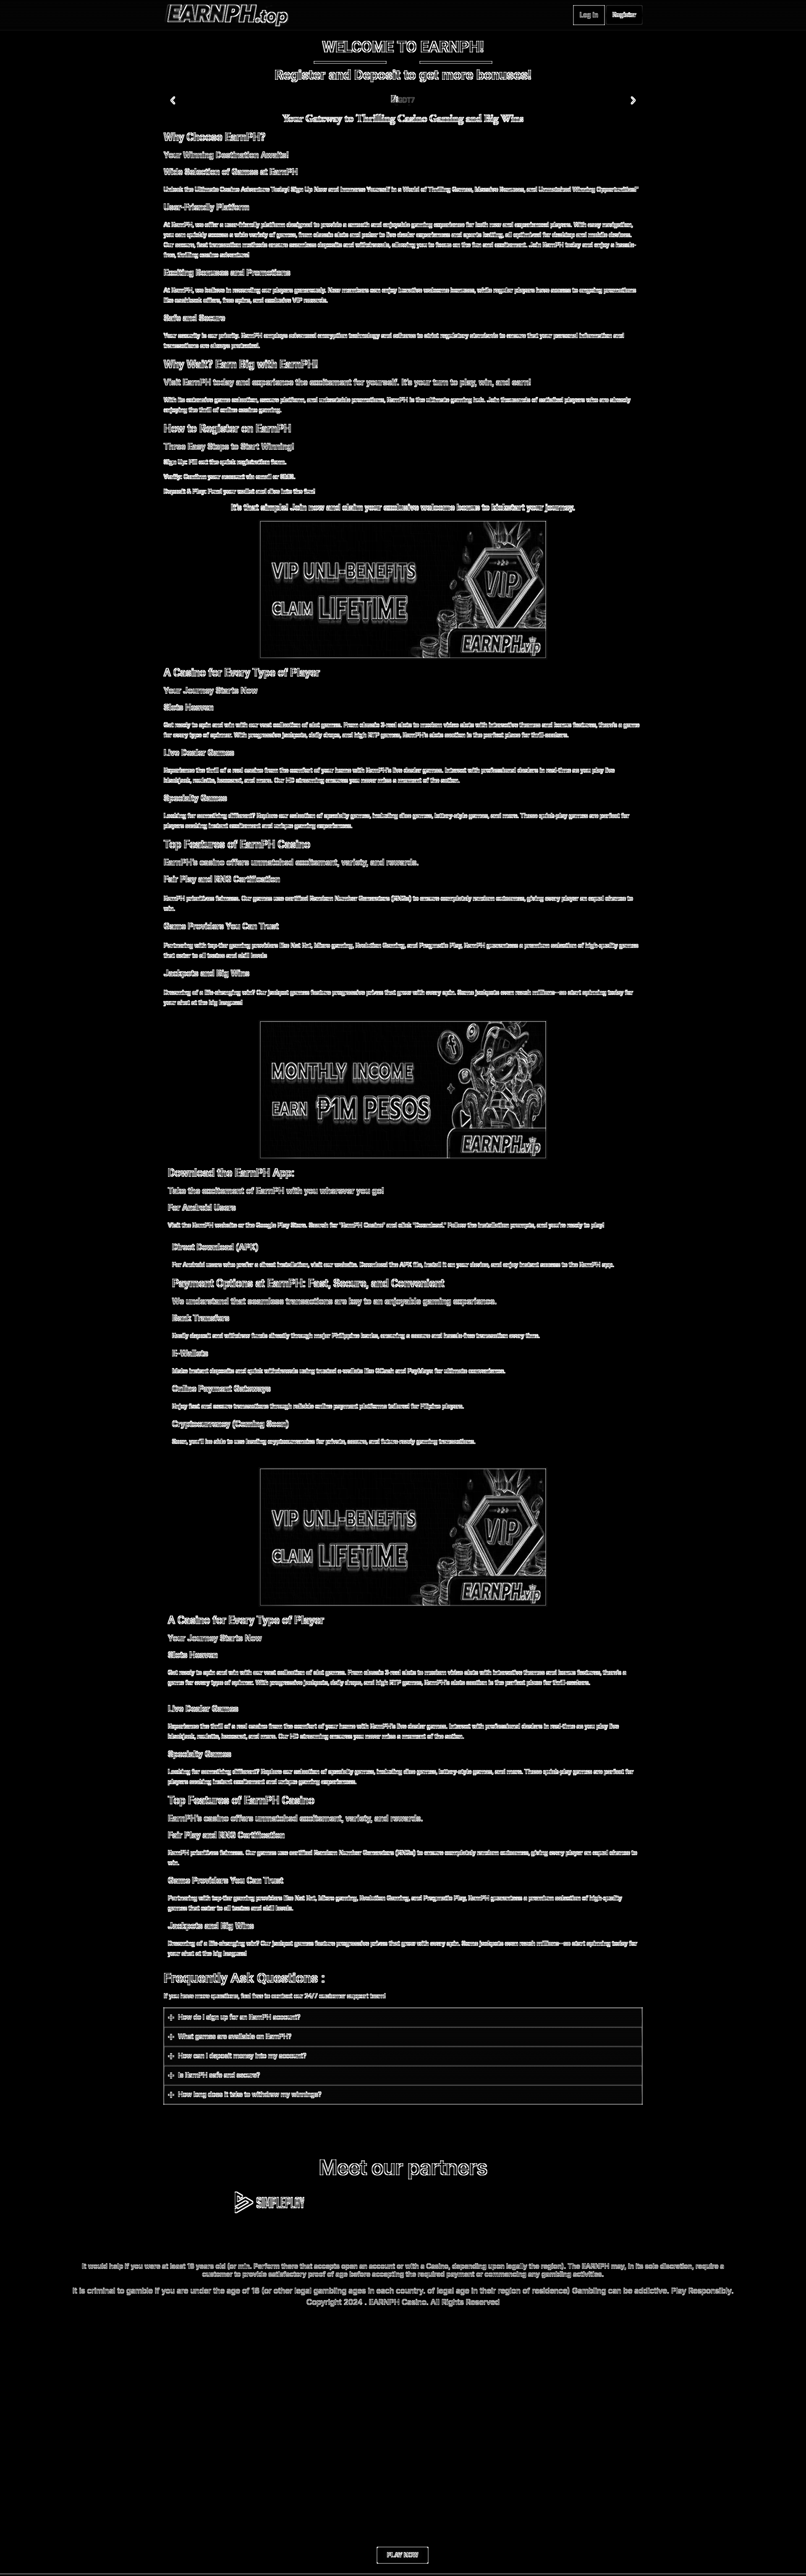 EARNPH.top
Log in
Register
WELCOME TO EARNPH!
Register and Deposit to get more bonuses!
Your Gateway to Thrilling Casino Gaming and Big Wins
Why Choose EarnPH?
Your Winning Destination Awaits!
Wide Selection of Games at EarnPH
Unlock the Ultimate Casino Adventure Today! Sign Up Now and Immerse Yourself in a World of Thrilling Games, Massive Bonuses, and Unmatched Winning Opportunities!"
User-Friendly Platform
At EarnPH, we offer a user-friendly platform designed to provide a smooth and enjoyable gaming experience for both new and experienced players. With easy navigation,
you can quickly access a wide variety of games, from classic slots and poker to live dealer experiences and sports betting, all optimized for desktop and mobile devices.
Our secure, fast transaction methods ensure seamless deposits and withdrawals, allowing you to focus on the fun and excitement. Join EarnPH today and enjoy a hassle-
free, thrilling casino adventure!
Exciting Bonuses and Promotions
At EarnPH, we believe in rewarding our players generously. New members can enjoy lucrative welcome bonuses, while regular players have access to ongoing promotions
like cashback offers, free spins, and exclusive VIP rewards.
Safe and Secure
Your security is our priority. EarnPH employs advanced encryption technology and adheres to strict regulatory standards to ensure that your personal information and
transactions are always protected.
Why Wait? Earn Big with EarnPH!
Visit EarnPH today and experience the excitement for yourself. It's your turn to play, win, and earn!
With its extensive game selection, secure platform, and unbeatable promotions, EarnPH is the ultimate gaming hub. Join thousands of satisfied players who are already
enjoying the thrill of online casino gaming.
How to Register on EarnPH
Three Easy Steps to Start Winning!
Sign Up: Fill out the quick registration form.
Verify: Confirm your account via email or SMS.
Deposit & Play: Fund your wallet and dive into the fun!
It's that simple! Join now and claim your exclusive welcome bonus to kickstart your journey.
VIP UNLI-BENEFITS
VIP
CLAIM LIFETIME
EARNPH.vip
A Casino for Every Type of Player
Your Journey Starts Now
Slots Heaven
Get ready to spin and win with our vast collection of slot games. From classic 3-reel slots to modern video slots with interactive themes and bonus features, there's a game
for every type of spinner. With progressive jackpots, daily drops, and high RTP games, EarnPH's slots section is the perfect place for thrill-seekers.
Live Dealer Games
Experience the thrill of a real casino from the comfort of your home with EarnPH's live dealer games. Interact with professional dealers in real-time as you play live
blackjack, roulette, baccarat, and more. Our HD streaming ensures you never miss a moment of the action.
Specialty Games
Looking for something different? Explore our selection of specialty games, including dice games, lottery-style games, and more. These quick-play games are perfect for
players seeking instant excitement and unique gaming experiences.
Top Features of EarnPH Casino
EarnPH's casino offers unmatched excitement, variety, and rewards.
Fair Play and RNG Certification
EarnPH prioritizes fairness. Our games use certified Random Number Generators (RNGs) to ensure completely random outcomes, giving every player an equal chance to
win.
Game Providers You Can Trust
Partnering with top-tier gaming providers like Net Ent, Micro gaming, Evolution Gaming, and Pragmatic Play, EarnPH guarantees a premium selection of high-quality games
that cater to all tastes and skill levels
Jackpots and Big Wins
Dreaming of a life-changing win? Our jackpot games feature progressive prizes that grow with every spin. Some jackpots even reach millions—so start spinning today for
your shot at the big leagues!
MONTHLY INCOME
EARN ₱1M PESOS
EARNPH.vip
Download the EarnPH App:
Take the excitement of EarnPH with you wherever you go!
For Android Users
Visit the EarnPH website or the Google Play Store. Search for "EarnPH Casino" and click "Download." Follow the installation prompts, and you're ready to play!
Direct Download (APK)
For Android users who prefer a direct installation, visit our website. Download the APK file, install it on your device, and enjoy instant access to the EarnPH app.
Payment Options at EarnPH: Fast, Secure, and Convenient
We understand that seamless transactions are key to an enjoyable gaming experience.
Bank Transfers
Easily deposit and withdraw funds directly through major Philippine banks, ensuring a secure and hassle-free transaction every time.
E-Wallets
Make instant deposits and quick withdrawals using trusted e-wallets like GCash and PayMaya for ultimate convenience.
Online Payment Gateways
Enjoy fast and secure transactions through reliable online payment platforms tailored for Filipino players.
Cryptocurrency (Coming Soon)
Soon, you'll be able to use leading cryptocurrencies for private, secure, and future-ready gaming transactions.
VIP UNLI-BENEFITS
VIP
CLAIM LIFETIME
EARNPH.vip
A Casino for Every Type of Player
Your Journey Starts Now
Slots Heaven
Get ready to spin and win with our vast collection of slot games. From classic 3-reel slots to modern video slots with interactive themes and bonus features, there's a
game for every type of spinner. With progressive jackpots, daily drops, and high RTP games, EarnPH's slots section is the perfect place for thrill-seekers.
Live Dealer Games
Experience the thrill of a real casino from the comfort of your home with EarnPH's live dealer games. Interact with professional dealers in real-time as you play live
blackjack, roulette, baccarat, and more. Our HD streaming ensures you never miss a moment of the action.
Specialty Games
Looking for something different? Explore our selection of specialty games, including dice games, lottery-style games, and more. These quick-play games are perfect for
players seeking instant excitement and unique gaming experiences.
Top Features of EarnPH Casino
EarnPH's casino offers unmatched excitement, variety, and rewards.
Fair Play and RNG Certification
EarnPH prioritizes fairness. Our games use certified Random Number Generators (RNGs) to ensure completely random outcomes, giving every player an equal chance to
win.
Game Providers You Can Trust
Partnering with top-tier gaming providers like Net Ent, Micro gaming, Evolution Gaming, and Pragmatic Play, EarnPH guarantees a premium selection of high-quality
games that cater to all tastes and skill levels.
Jackpots and Big Wins
Dreaming of a life-changing win? Our jackpot games feature progressive prizes that grow with every spin. Some jackpots even reach millions—so start spinning today for
your shot at the big leagues!
Frequently Ask Questions :
If you have more questions, feel free to contact our 24/7 customer support team!
How do I sign up for an EarnPH account?
What games are available on EarnPH?
How can I deposit money into my account?
Is EarnPH safe and secure?
How long does it take to withdraw my winnings?
Meet our partners
SIMPLEPLAY
It would help if you were at least 18 years old (or min. Perform there that accepts open an account or with a Casino, depending upon legally the region). The EARNPH may, in its sole discretion, require a
customer to provide satisfactory proof of age before accepting the required payment or commencing any gambling activities.
It is criminal to gamble if you are under the age of 18 (or other legal gambling ages in each country. of legal age in their region of residence) Gambling can be addictive. Play Responsibly.
Copyright 2024 . EARNPH Casino. All Rights Reserved
PLAY NOW